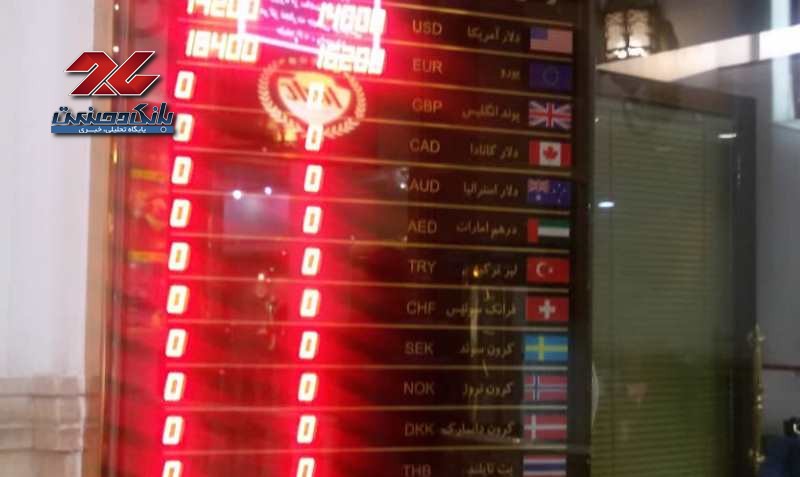 14200 14000 USD دلار آمریکا
18400 EUR یورو
0 0 GBP پوند انگلیس
0 0 CAD دلار کانادا
0 0 AUD دلار استرالیا
0 0 AED درهم امارات
0 0 TRY لیر
0 0 CHF فرانک سوئیس
0 0 SEK کرون سوئد
0 0 NOK کرون نروژ
0 0 DKK کرون دانمارک
0 0 THB بت تایلند
بانک و صنعت
پایگاه تحلیلی، خبری